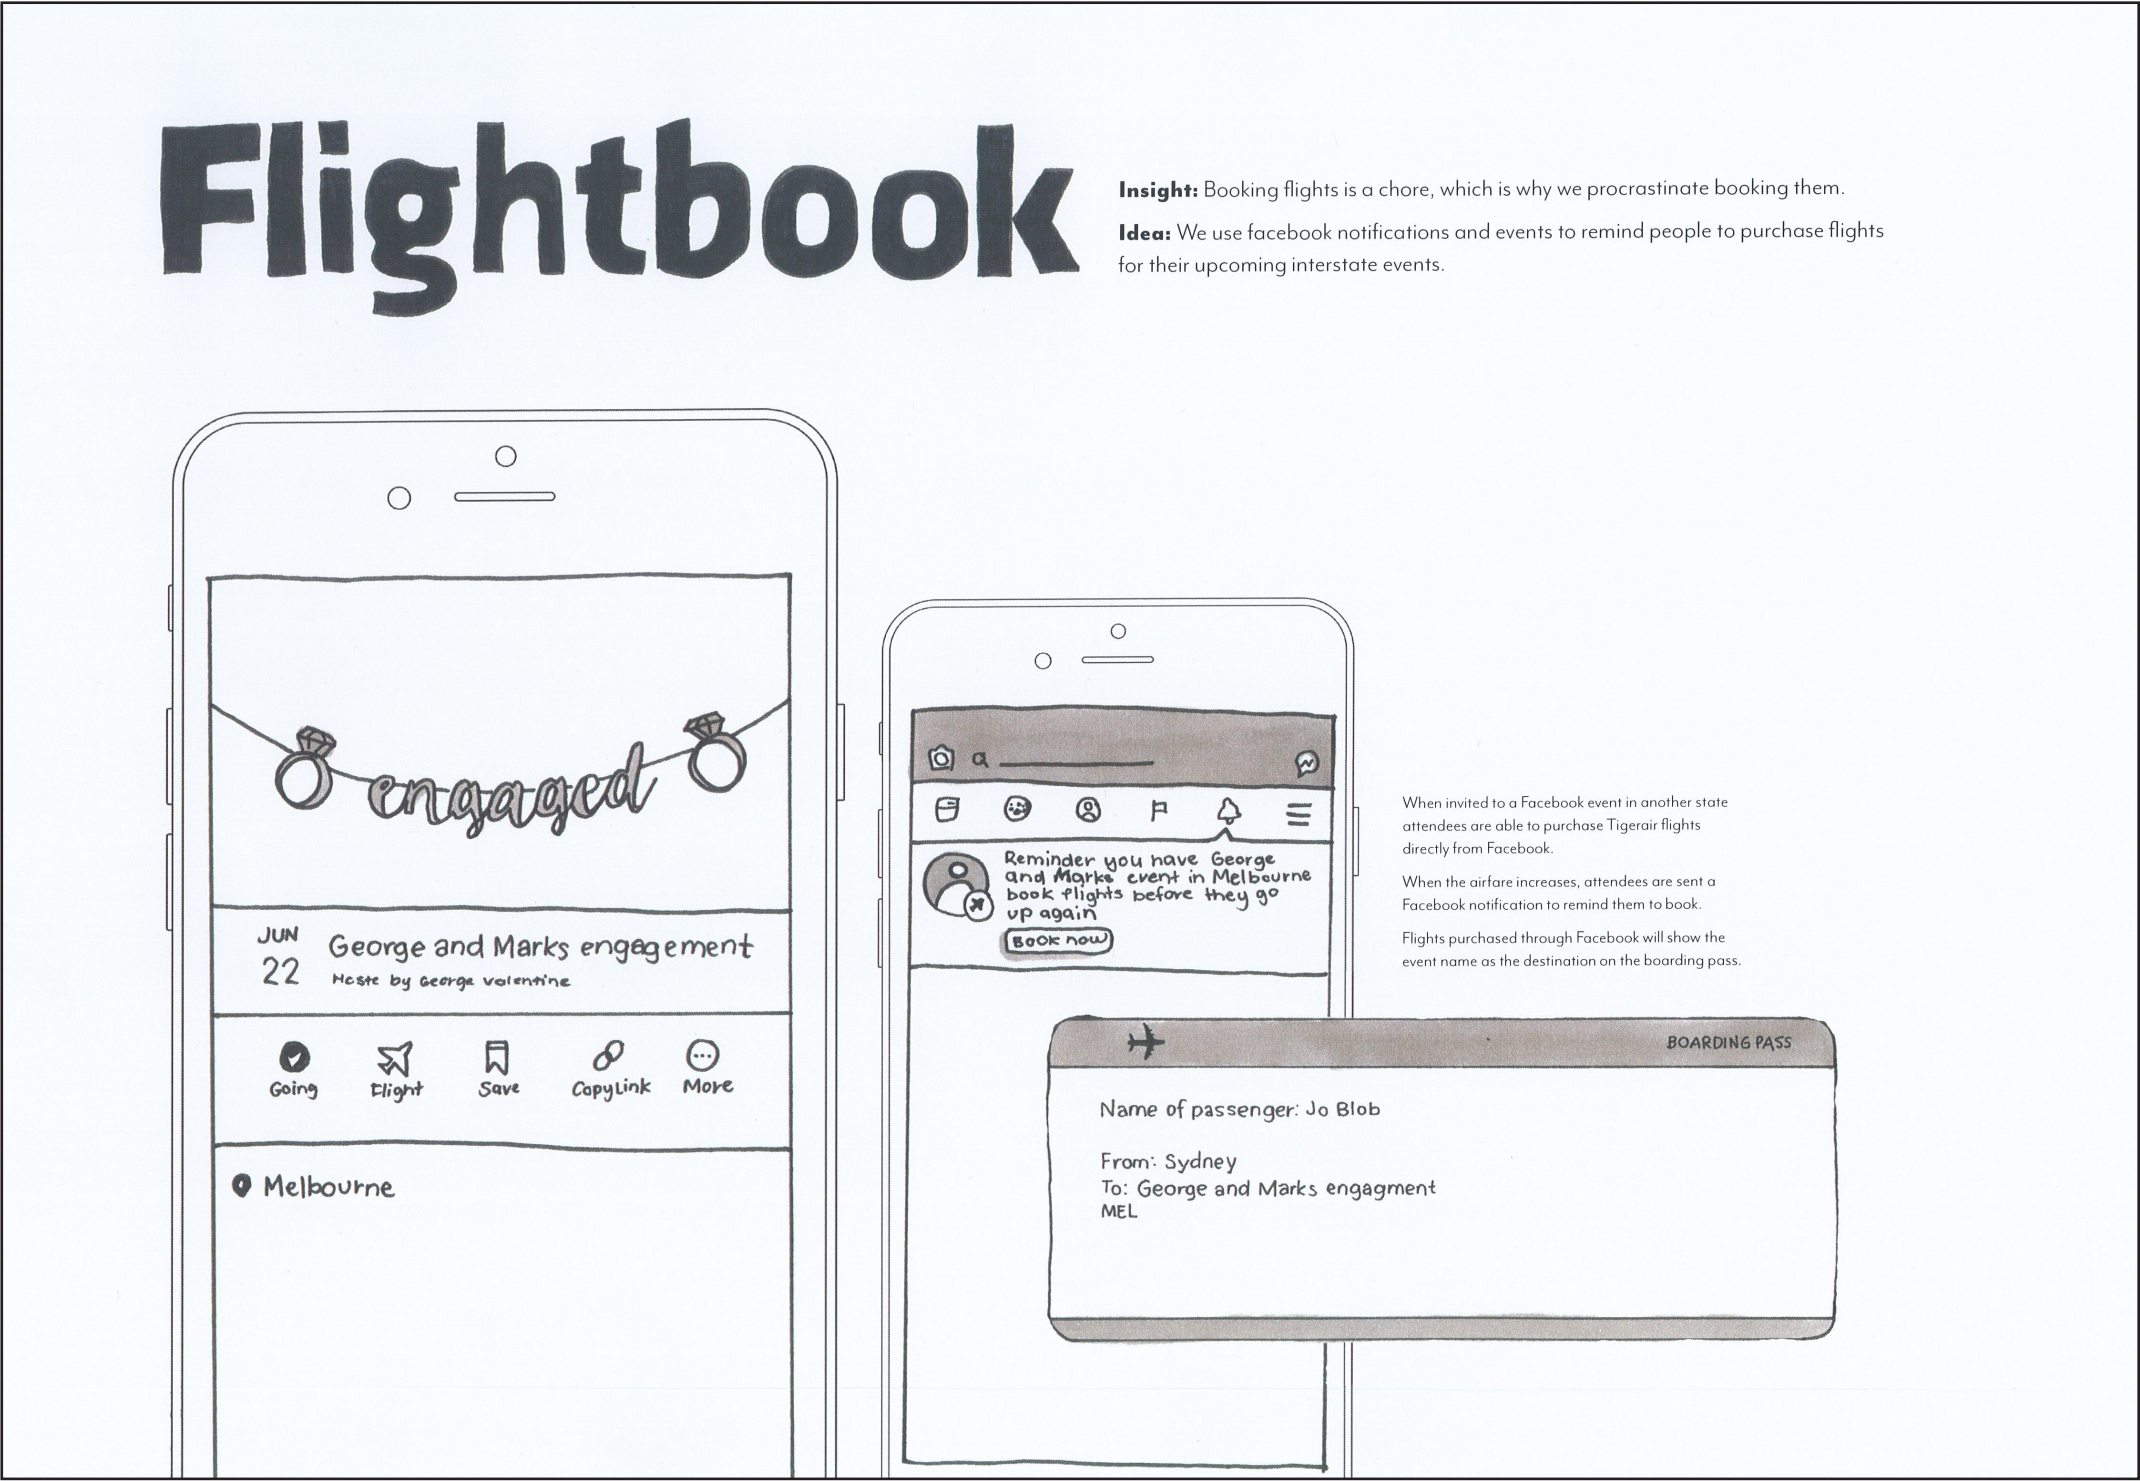 Flightbook
Insight: Booking flights is a chore, which is why we procrastinate booking them.
Idea: We use facebook notifications and events to remind people to purchase flights
for their upcoming interstate events.
engaged
JUN
22
George and Marks engagement
Hoste by George Valentine
Going
Flight
Save
CopyLink
More
Melbourne
Reminder you have George
and Marks event in Melbourne
book flights before they go
up again
Book now
When invited to a Facebook event in another state
attendees are able to purchase Tigerair flights
directly from Facebook.
When the airfare increases, attendees are sent a
Facebook notification to remind them to book.
Flights purchased through Facebook will show the
event name as the destination on the boarding pass.
BOARDING PASS
Name of passenger: Jo Blob
From: Sydney
To: George and Marks engagment
MEL